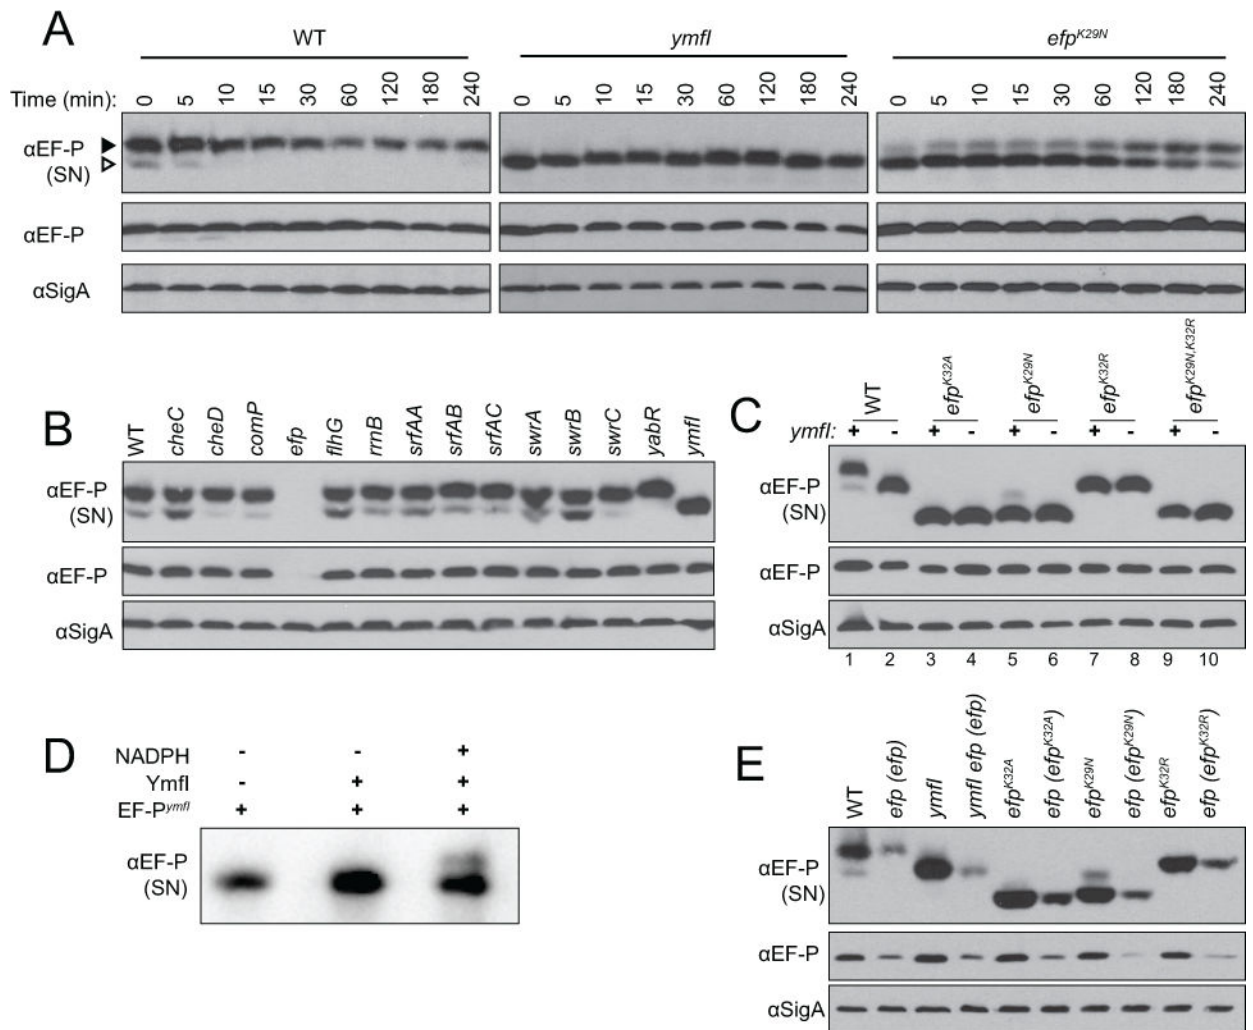 A
WT
ymfI
efpK29N
Time (min):
0 5 10 15 30 60 120 180 240
0 5 10 15 30 60 120 180 240
0 5 10 15 30 60 120 180 240
αEF-P
(SN)
αEF-P
αSigA
B
WT cheC cheD comP efp flhG rrnB srfAA srfAB srfAC swrA swrB swrC yabR ymfI
αEF-P
(SN)
αEF-P
αSigA
C
WT efpK32A efpK29N efpK32R efpK29N,K32R
ymfI: + - + - + - + - + -
αEF-P
(SN)
αEF-P
αSigA
1 2 3 4 5 6 7 8 9 10
D
NADPH - - +
YmfI - + +
EF-PymfI + + +
αEF-P
(SN)
E
WT efp (efp) ymfI ymfI efp (efp) efpK32A efp (efpK32A) efpK29N efp (efpK29N) efpK32R efp (efpK32R)
αEF-P
(SN)
αEF-P
αSigA